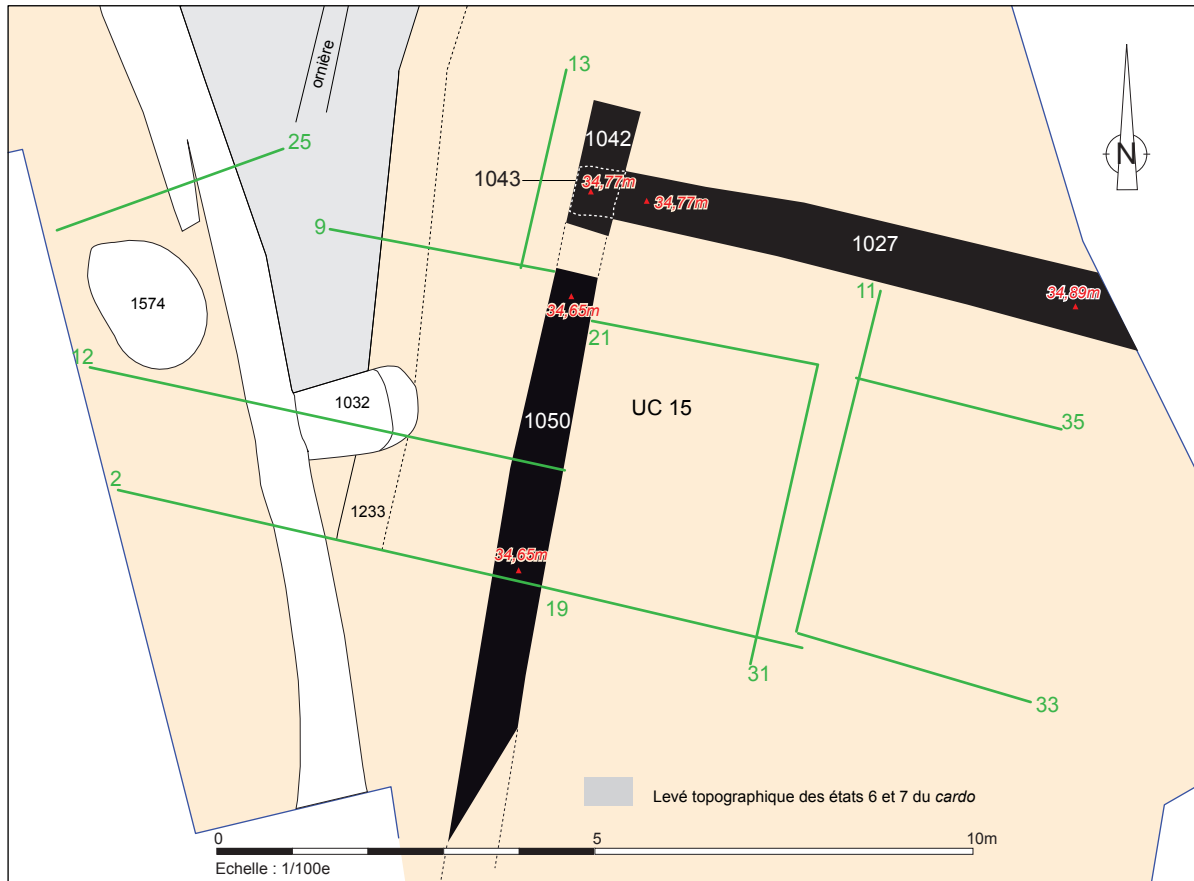 ornière
13
25
1042
1043
34,77m
34,77m
9
1027
1574
11
34,89m
34,65m
21
12
1032
1050
UC 15
35
2
1233
34,65m
19
31
33
N
Levé topographique des états 6 et 7 du cardo
0 5 10m
Echelle : 1/100e